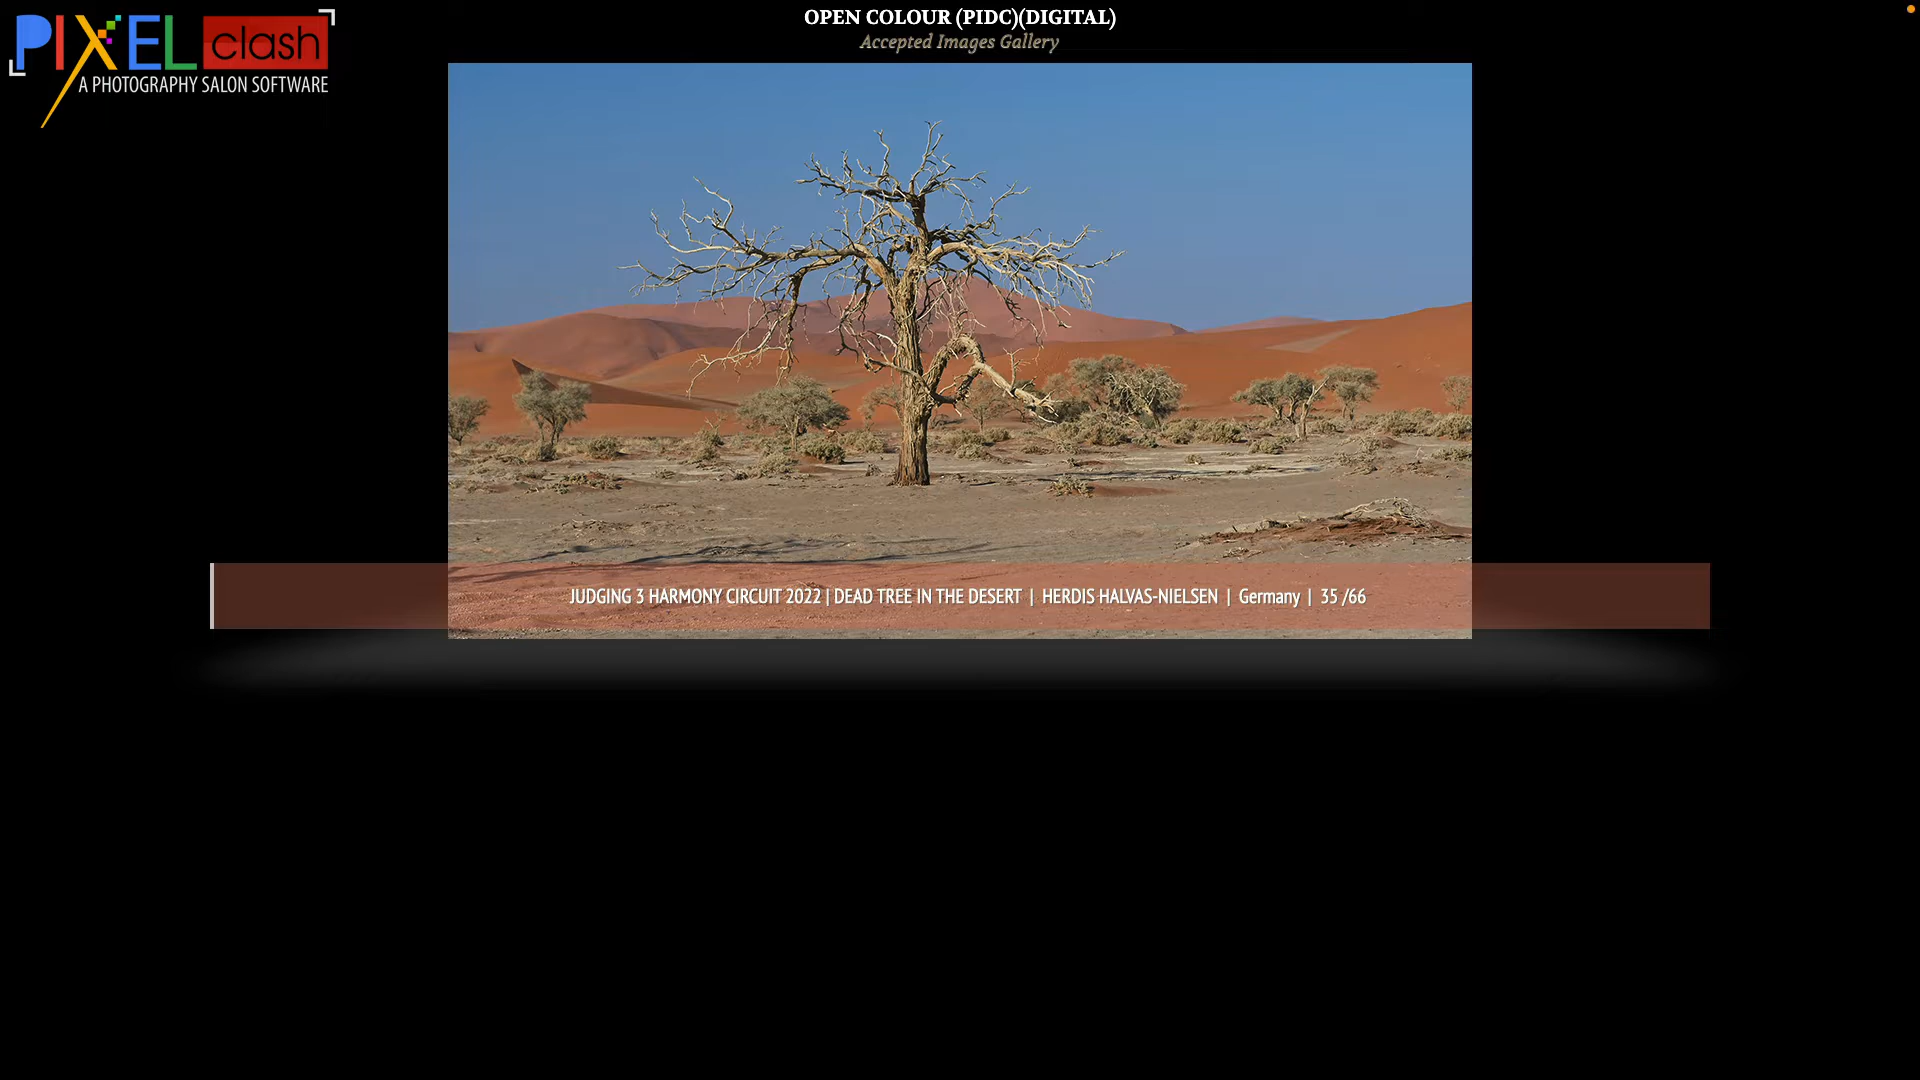 PIXEL clash
A PHOTOGRAPHY SALON SOFTWARE
OPEN COLOUR (PIDC)(DIGITAL)
Accepted Images Gallery
JUDGING 3 HARMONY CIRCUIT 2022 | DEAD TREE IN THE DESERT | HERDIS HALVAS-NIELSEN | Germany | 35 /66